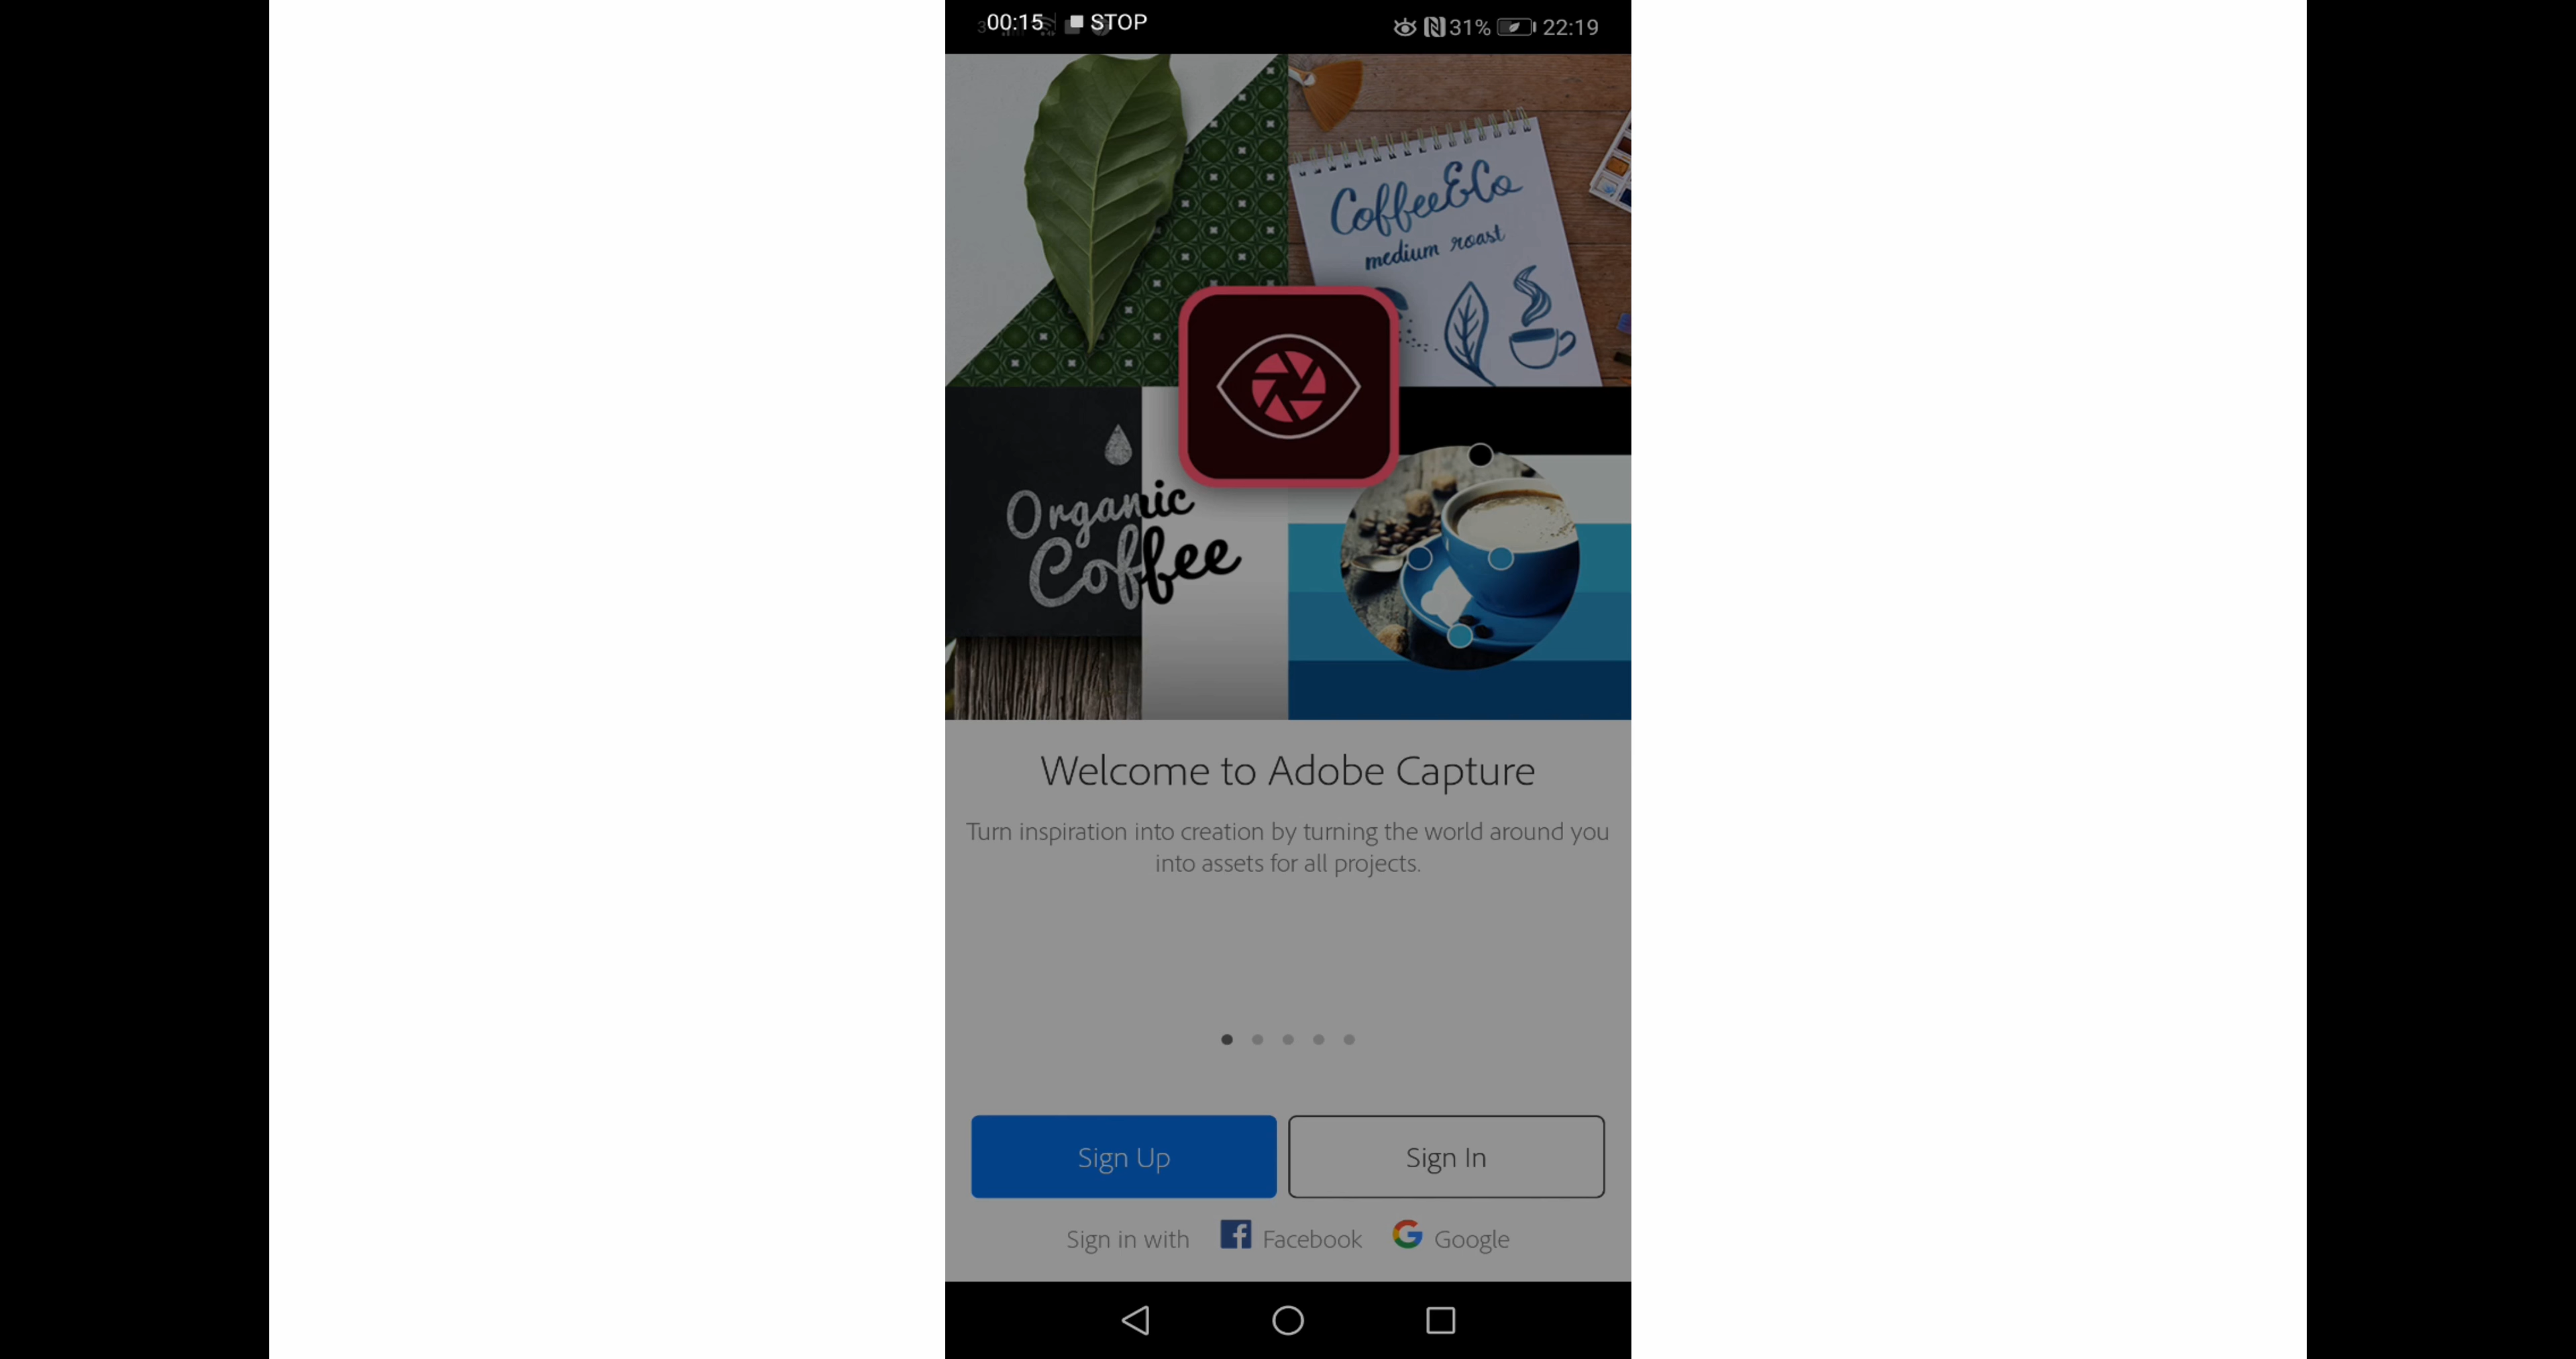 00:15 STOP 31% 22:19
Coffee&Co
medium roast
Organic
Coffee
Welcome to Adobe Capture
Turn inspiration into creation by turning the world around you
into assets for all projects.
Sign Up Sign In
Sign in with Facebook Google